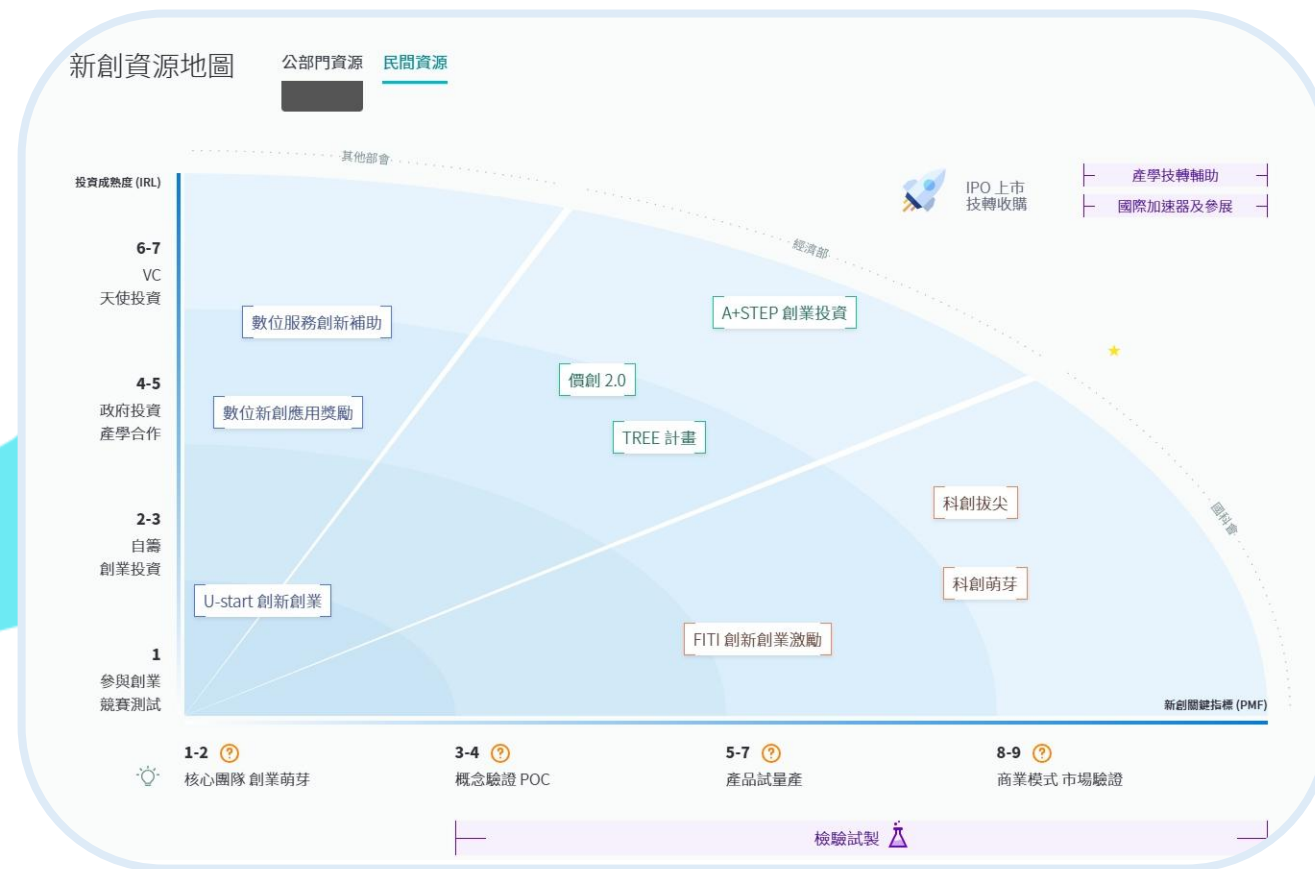 新創資源地圖
公部門資源
民間資源
其他部會
投資成熟度 (IRL)
IPO 上市
技轉收購
產學技轉輔助
國際加速器及參展
經濟部
6-7
VC
天使投資
數位服務創新補助
A+STEP 創業投資
4-5
政府投資
產學合作
價創 2.0
數位新創應用獎勵
TREE 計畫
2-3
自籌
創業投資
科創拔尖
國科會
U-start 創新創業
科創萌芽
FITI 創新創業激勵
1
參與創業
競賽測試
新創關鍵指標 (PMF)
1-2 ?
核心團隊 創業萌芽
3-4 ?
概念驗證 POC
5-7 ?
產品試量產
8-9 ?
商業模式 市場驗證
檢驗試製